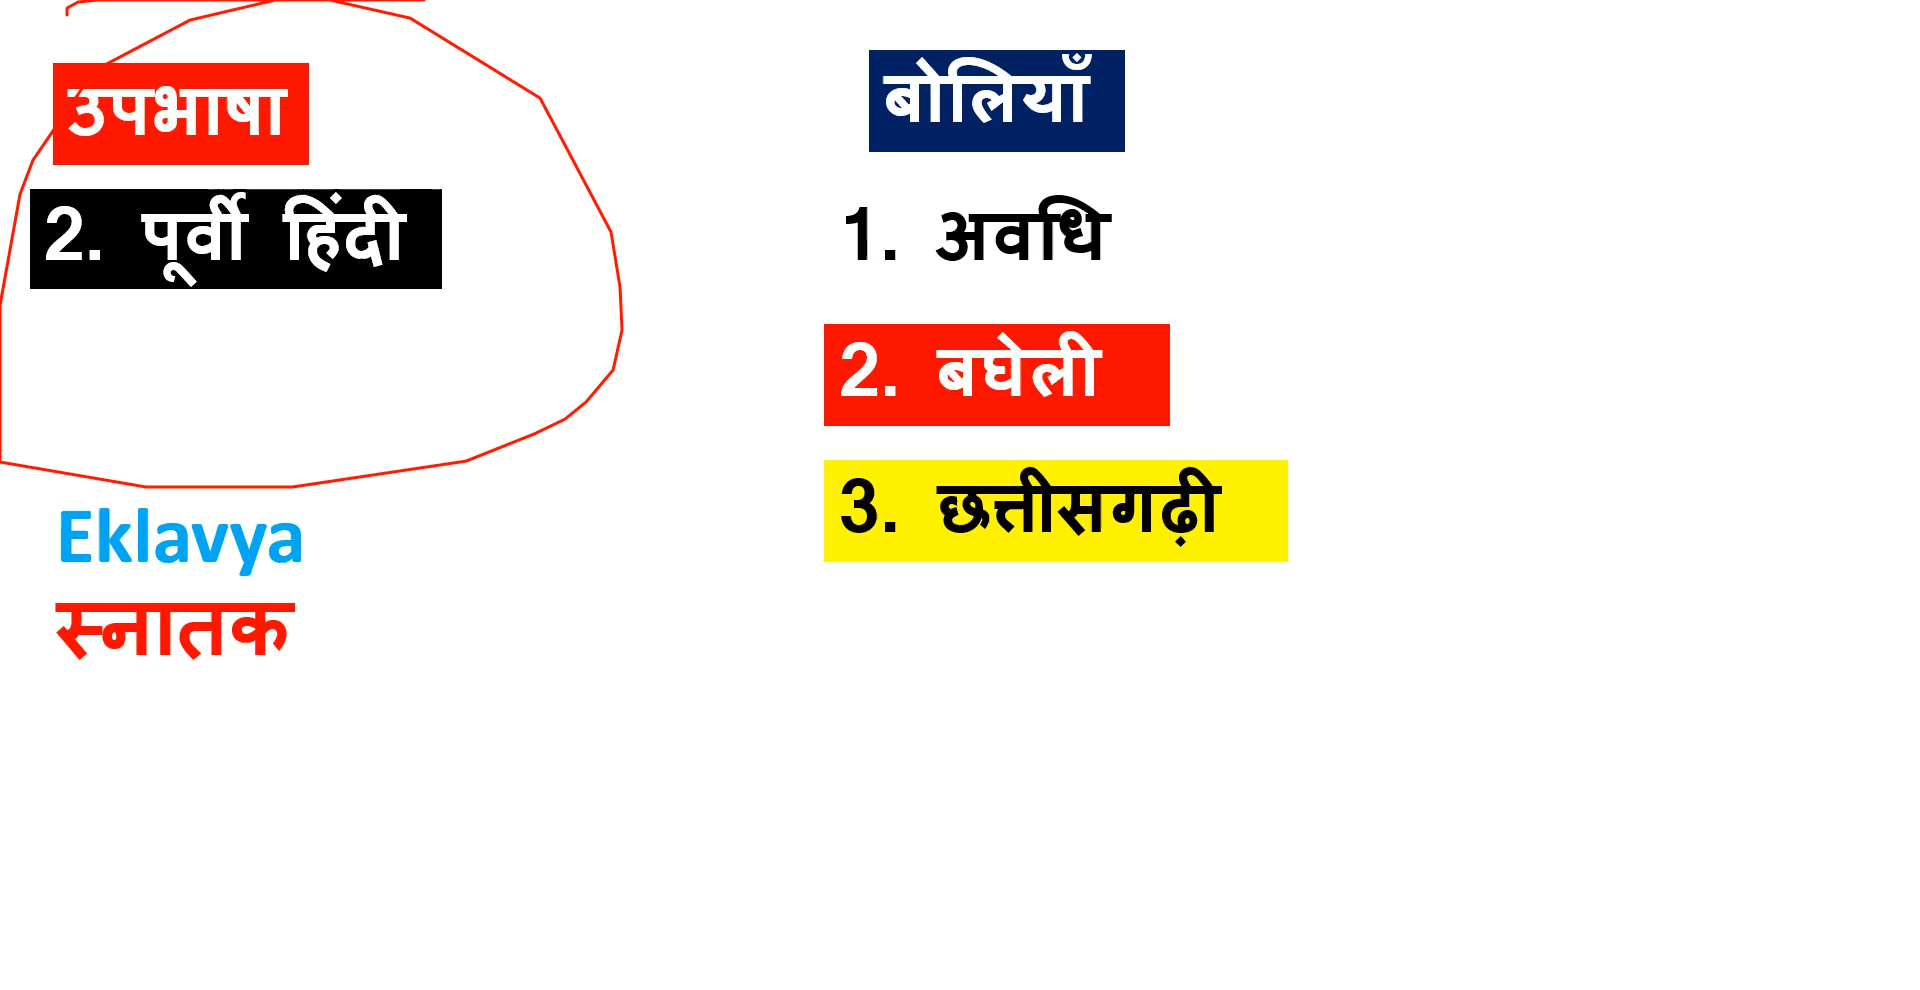 उपभाषा
2. पूर्वी हिंदी
बोलियाँ
1. अवधि
2. बघेली
3. छत्तीसगढ़ी
Eklavya
स्नातक